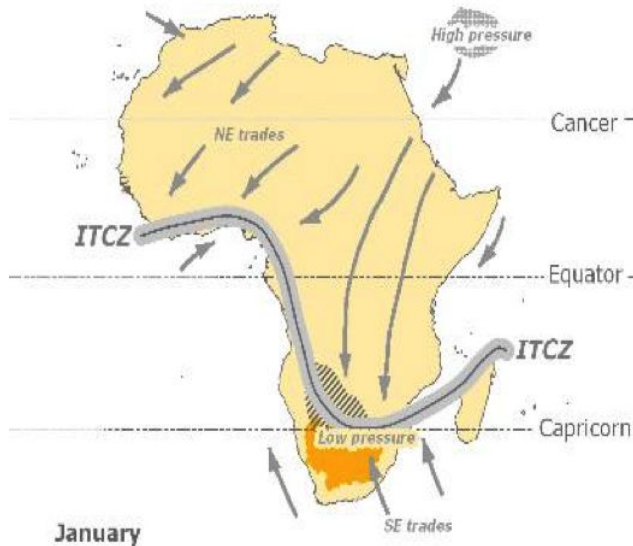 High pressure
Cancer
NE trades
ITCZ
Equator
ITCZ
Capricorn
Low pressure
SE trades
January